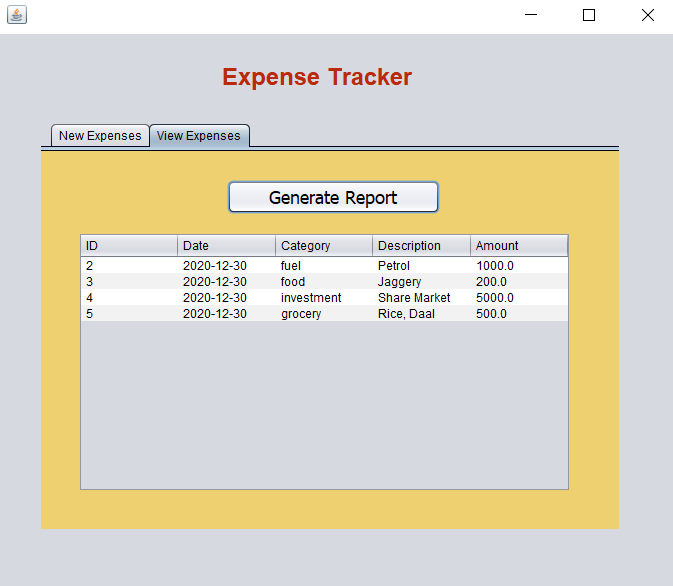 Expense Tracker
New Expenses View Expenses
Generate Report
ID Date Category Description Amount
2 2020-12-30 fuel Petrol 1000.0
3 2020-12-30 food Jaggery 200.0
4 2020-12-30 investment Share Market 5000.0
5 2020-12-30 grocery Rice, Daal 500.0